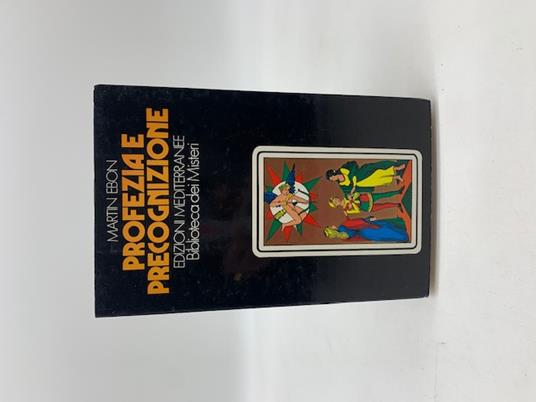 MARTIN EBON
PROFEZIA E
PRECOGNIZIONE
EDIZIONI MEDITERRANEE
Biblioteca dei Misteri